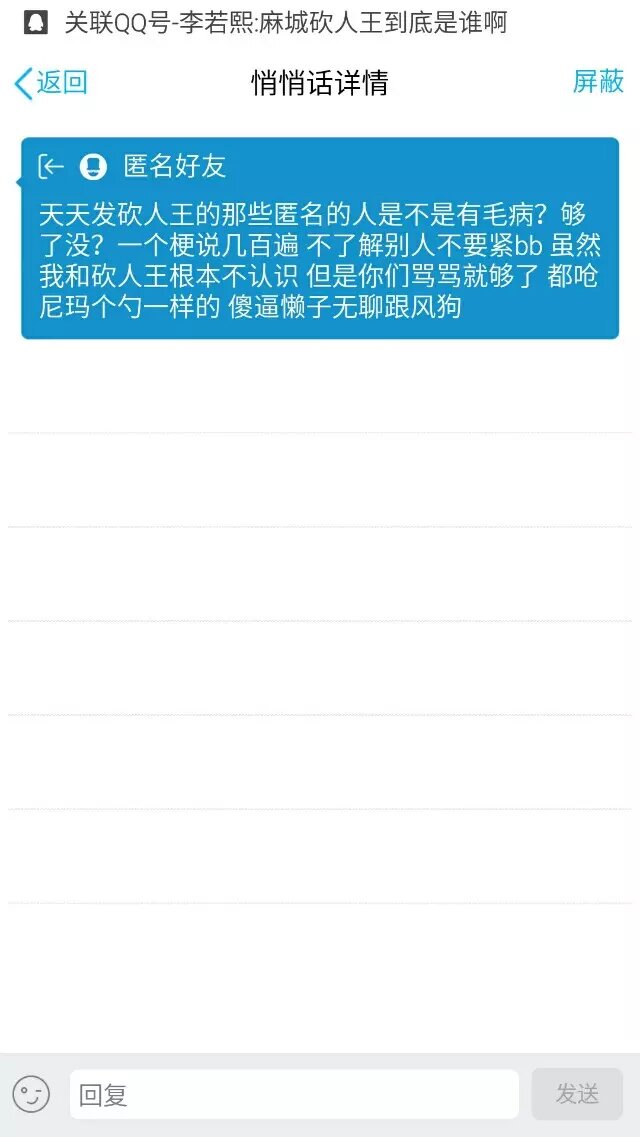 关联QQ号-李若熙:麻城砍人王到底是谁啊
返回 悄悄话详情 屏蔽
匿名好友
天天发砍人王的那些匿名的人是不是有毛病？够
了没？一个梗说几百遍 不了解别人不要紧bb 虽然
我和砍人王根本不认识 但是你们骂骂就够了 都呛
尼玛个勺一样的 傻逼懒子无聊跟风狗
回复 发送